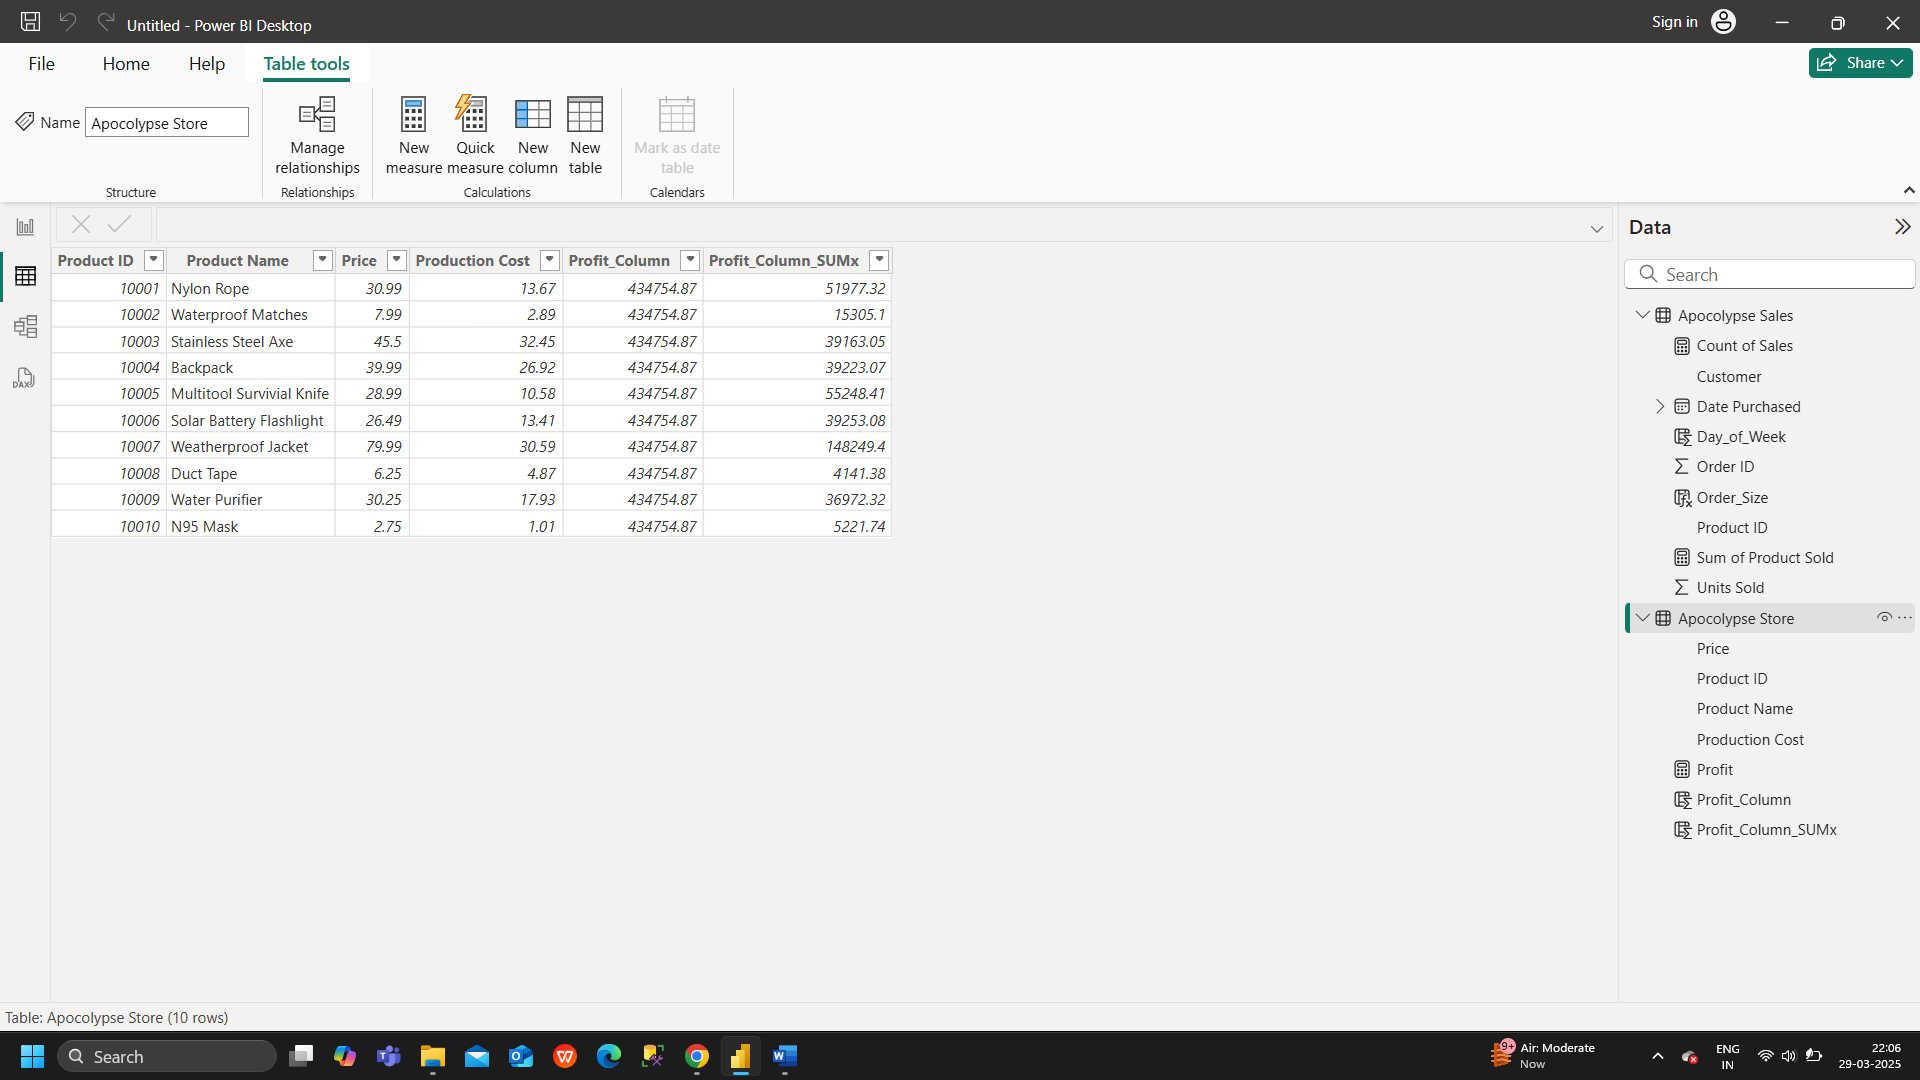 Untitled - Power BI Desktop
Sign in
File Home Help Table tools
Share
Name Apocolypse Store
Manage relationships
New measure
Quick measure
New column
New table
Mark as date table
Structure Relationships Calculations Calendars
Data
Search
Product ID Product Name Price Production Cost Profit_Column Profit_Column_SUMx
10001 Nylon Rope 30.99 13.67 434754.87 51977.32
10002 Waterproof Matches 7.99 2.89 434754.87 15305.1
10003 Stainless Steel Axe 45.5 32.45 434754.87 39163.05
10004 Backpack 39.99 26.92 434754.87 39223.07
10005 Multitool Survivial Knife 28.99 10.58 434754.87 55248.41
10006 Solar Battery Flashlight 26.49 13.41 434754.87 39253.08
10007 Weatherproof Jacket 79.99 30.59 434754.87 148249.4
10008 Duct Tape 6.25 4.87 434754.87 4141.38
10009 Water Purifier 30.25 17.93 434754.87 36972.32
10010 N95 Mask 2.75 1.01 434754.87 5221.74
DAX
Apocolypse Sales
Count of Sales
Customer
Date Purchased
Day_of_Week
Order ID
Order_Size
Product ID
Sum of Product Sold
Units Sold
Apocolypse Store
Price
Product ID
Product Name
Production Cost
Profit
Profit_Column
Profit_Column_SUMx
Table: Apocolypse Store (10 rows)
Search
9+
Air: Moderate
Now
ENG
IN
22:06
29-03-2025